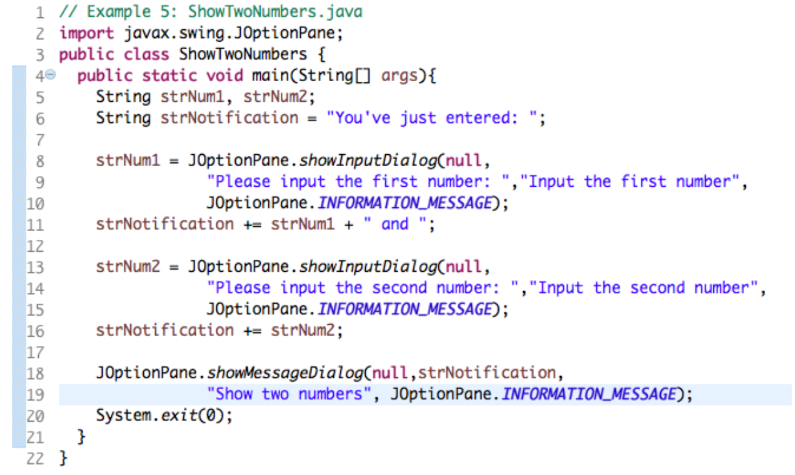 1 // Example 5: ShowTwoNumbers.java
2 import javax.swing.JOptionPane;
3 public class ShowTwoNumbers {
4   public static void main(String[] args){
5     String strNum1, strNum2;
6     String strNotification = "You've just entered: ";
7
8     strNum1 = JOptionPane.showInputDialog(null,
9                 "Please input the first number: ","Input the first number",
10                 JOptionPane.INFORMATION_MESSAGE);
11     strNotification += strNum1 + " and ";
12
13     strNum2 = JOptionPane.showInputDialog(null,
14                 "Please input the second number: ","Input the second number",
15                 JOptionPane.INFORMATION_MESSAGE);
16     strNotification += strNum2;
17
18     JOptionPane.showMessageDialog(null,strNotification,
19                 "Show two numbers", JOptionPane.INFORMATION_MESSAGE);
20     System.exit(0);
21   }
22 }